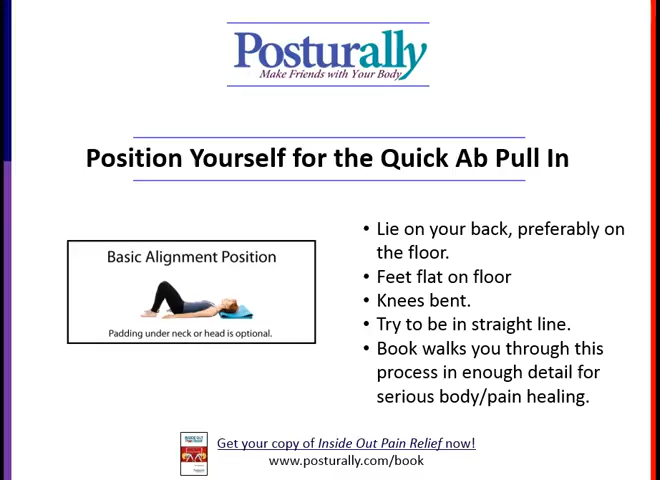 Posturally
Make Friends with Your Body
Position Yourself for the Quick Ab Pull In
Basic Alignment Position
Padding under neck or head is optional.
• Lie on your back, preferably on
the floor.
• Feet flat on floor
• Knees bent.
• Try to be in straight line.
• Book walks you through this
process in enough detail for
serious body/pain healing.
INSIDE OUT
Get your copy of Inside Out Pain Relief now!
www.posturally.com/book